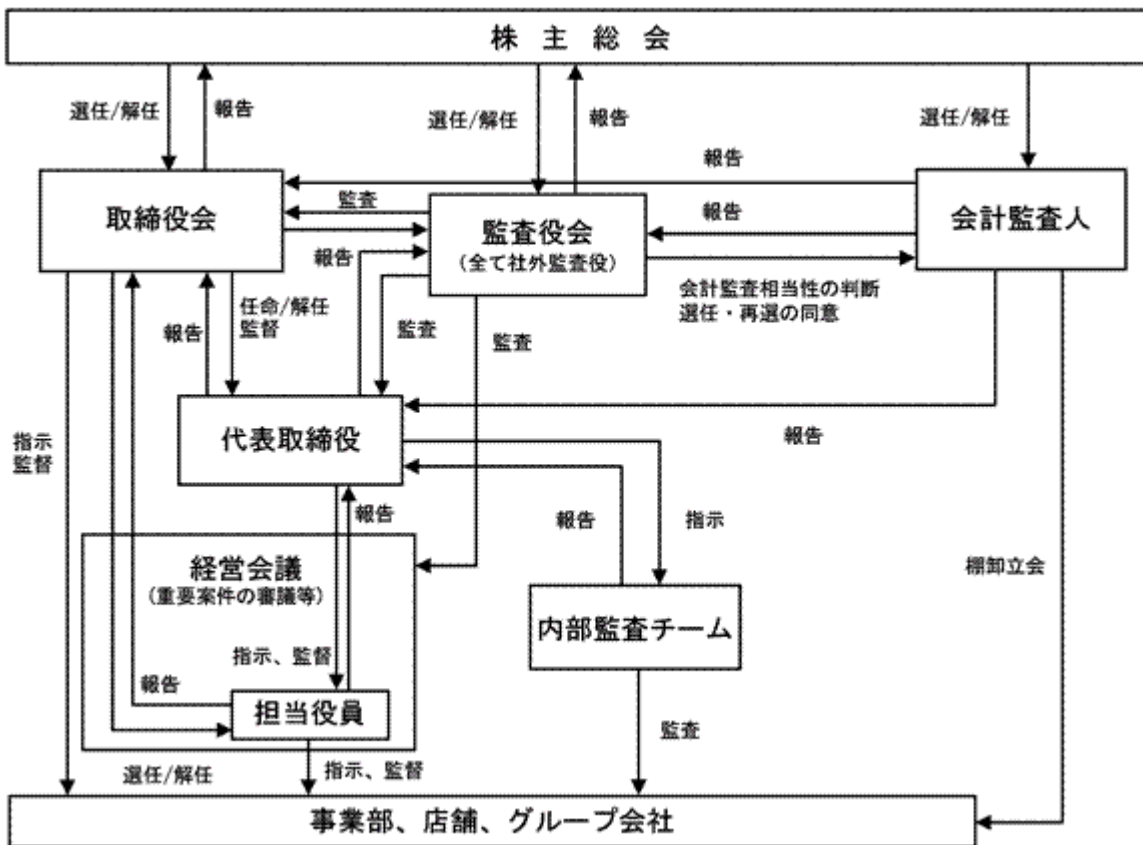 株主総会
選任/解任
報告
選任/解任
報告
選任/解任
報告
取締役会
監査
監査役会
(全て社外監査役)
報告
会計監査人
報告
会計監査相当性の判断
選任・再選の同意
任命/解任
監督
報告
監査
監査
代表取締役
報告
指示
監督
報告
報告
指示
経営会議
(重要案件の審議等)
棚卸立会
内部監査チーム
指示、監督
報告
担当役員
監査
選任/解任
指示、監督
事業部、店舗、グループ会社